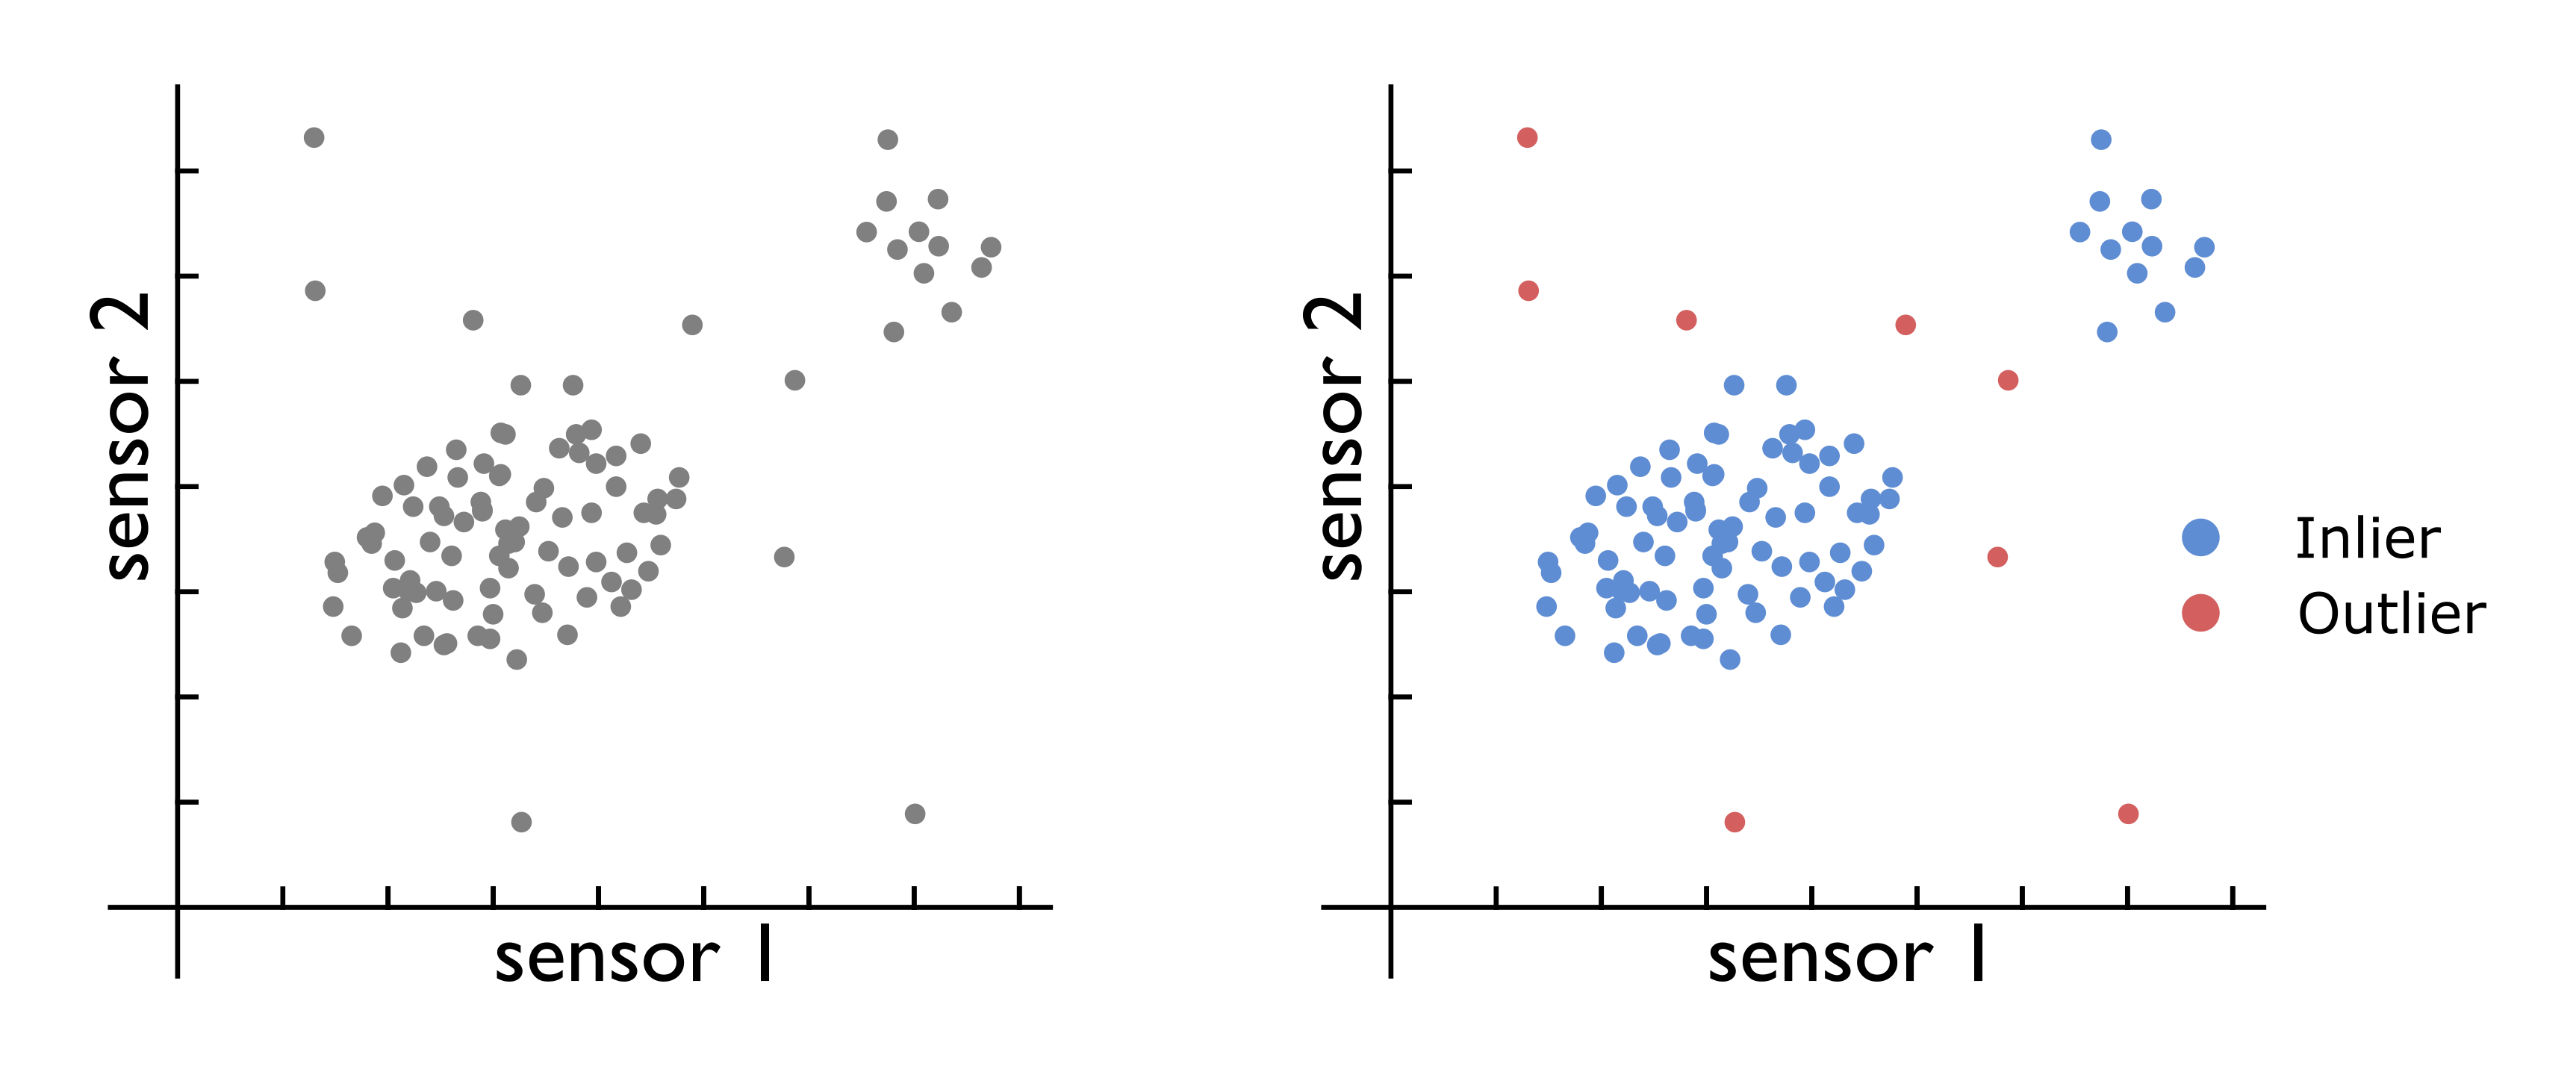 sensor 2
sensor 1
sensor 2
sensor 1
Inlier
Outlier